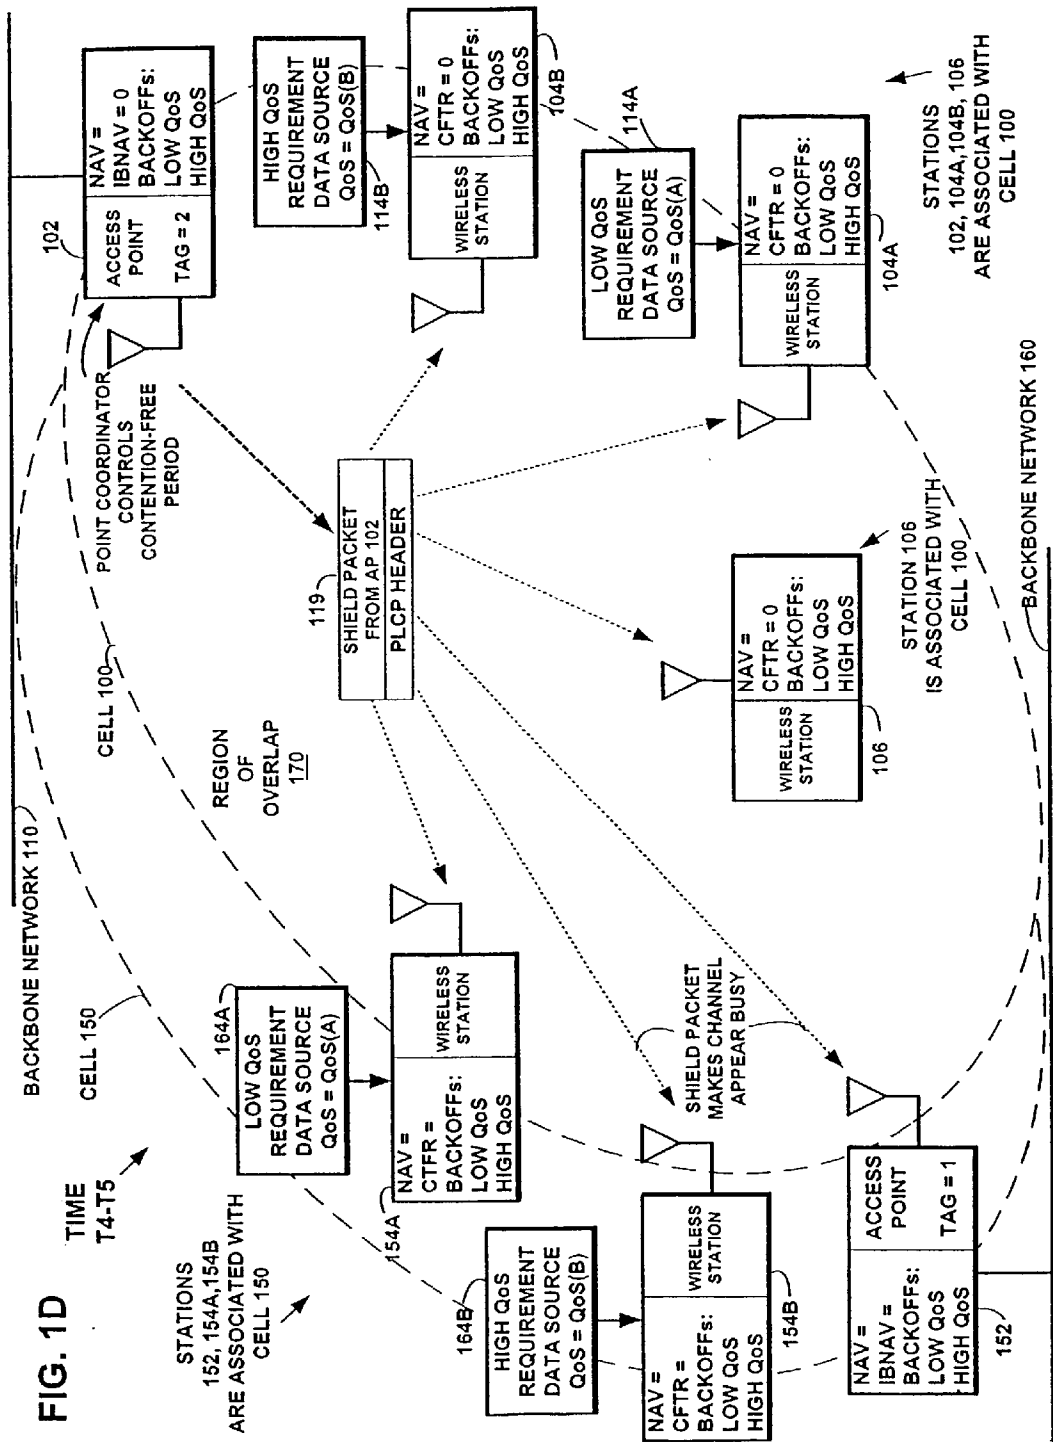 FIG. 1D
TIME
T4-T5
BACKBONE NETWORK 110
CELL 150
CELL 100
STATIONS
152, 154A,154B
ARE ASSOCIATED WITH
CELL 150
164A
LOW QoS
REQUIREMENT
DATA SOURCE
QoS = QoS(A)
REGION
OF
OVERLAP
170
POINT COORDINATOR
CONTROLS
CONTENTION-FREE
PERIOD
102
ACCESS
POINT
TAG = 2
NAV =
IBNAV = 0
BACKOFFs:
LOW QoS
HIGH QoS
HIGH QoS
REQUIREMENT
DATA SOURCE
QoS = QoS(B)
114B
119
SHIELD PACKET
FROM AP 102
PLCP HEADER
154A
NAV =
CTFR =
BACKOFFs:
LOW QoS
HIGH QoS
WIRELESS
STATION
WIRELESS
STATION
NAV =
CFTR = 0
BACKOFFs:
LOW QoS
HIGH QoS
104B
164B
HIGH QoS
REQUIREMENT
DATA SOURCE
QoS = QoS(B)
LOW QoS
REQUIREMENT
DATA SOURCE
QoS = QoS(A)
114A
NAV =
CFTR =
BACKOFFs:
LOW QoS
HIGH QoS
WIRELESS
STATION
154B
SHIELD PACKET
MAKES CHANNEL
APPEAR BUSY
WIRELESS
STATION
NAV =
CFTR = 0
BACKOFFs:
LOW QoS
HIGH QoS
106
WIRELESS
STATION
NAV =
CFTR = 0
BACKOFFs:
LOW QoS
HIGH QoS
104A
NAV =
IBNAV =
BACKOFFs:
LOW QoS
HIGH QoS
ACCESS
POINT
TAG = 1
152
STATION 106
IS ASSOCIATED WITH
CELL 100
STATIONS
102, 104A,104B, 106
ARE ASSOCIATED WITH
CELL 100
BACKBONE NETWORK 160